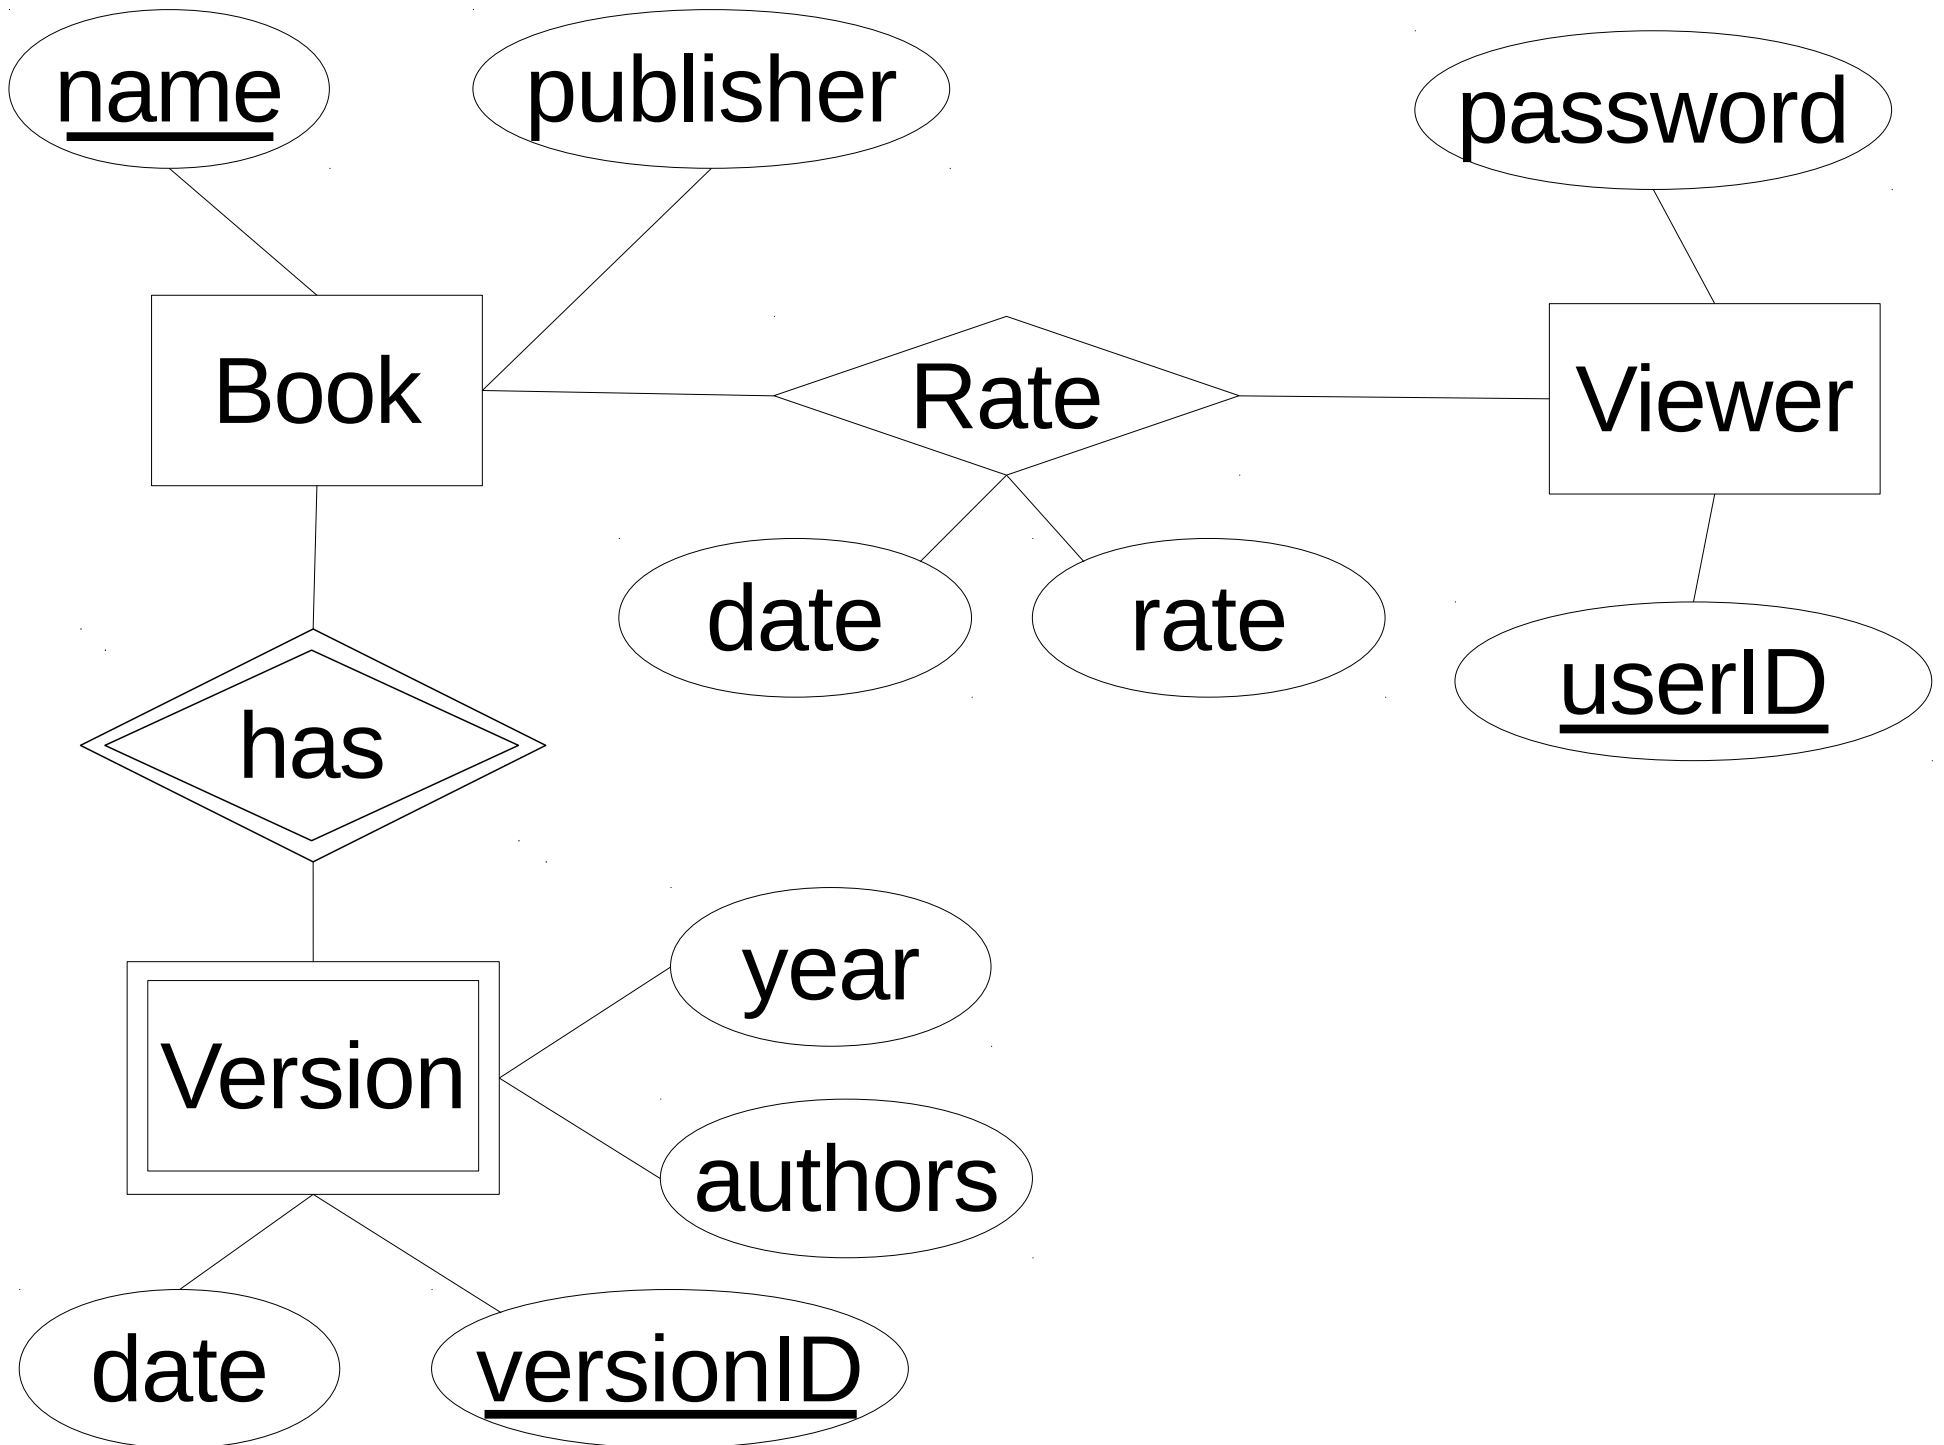 name
publisher
password
Book
Rate
Viewer
date
rate
userID
has
year
Version
authors
date
versionID